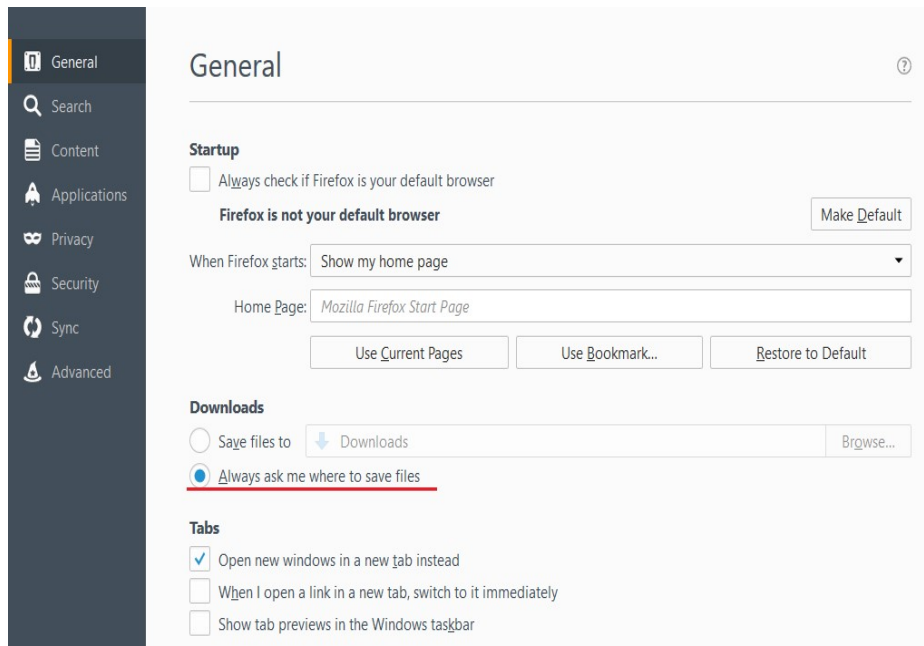 General
Search
Content
Applications
Privacy
Security
Sync
Advanced
General
?
Startup
Always check if Firefox is your default browser
Firefox is not your default browser
Make Default
When Firefox starts: Show my home page
Home Page: Mozilla Firefox Start Page
Use Current Pages Use Bookmark... Restore to Default
Downloads
Save files to Downloads Browse...
Always ask me where to save files
Tabs
Open new windows in a new tab instead
When I open a link in a new tab, switch to it immediately
Show tab previews in the Windows taskbar